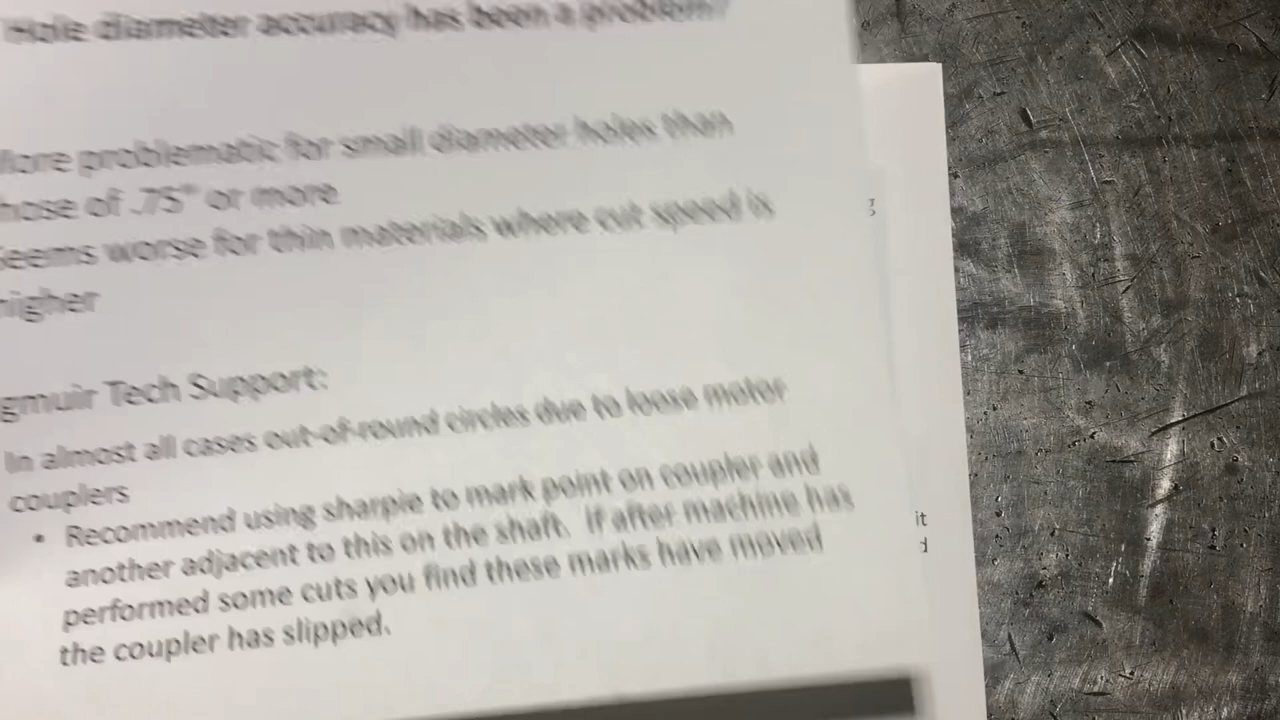 Hole diameter accuracy has been a problem?
More problematic for small diameter holes than
those of .75" or more
Seems worse for thin materials where cut speed is
higher
gmuir Tech Support:
In almost all cases out-of-round circles due to loose motor
couplers
• Recommend using sharpie to mark point on coupler and
another adjacent to this on the shaft. If after machine has
performed some cuts you find these marks have moved
the coupler has slipped.
it